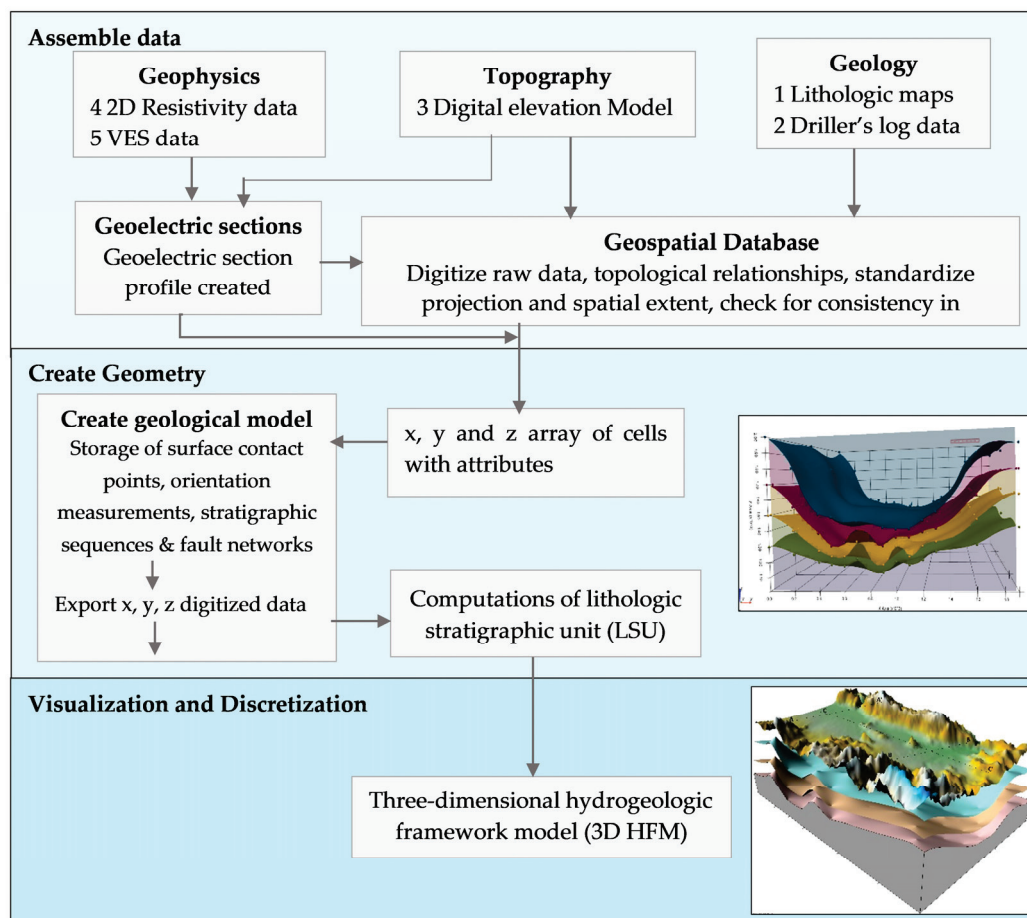 Assemble data
Geophysics
4 2D Resistivity data
5 VES data
Topography
3 Digital elevation Model
Geology
1 Lithologic maps
2 Driller's log data
Geoelectric sections
Geoelectric section
profile created
Geospatial Database
Digitize raw data, topological relationships, standardize
projection and spatial extent, check for consistency in
Create Geometry
Create geological model
Storage of surface contact
points, orientation
measurements, stratigraphic
sequences & fault networks
Export x, y, z digitized data
x, y and z array of cells
with attributes
Computations of lithologic
stratigraphic unit (LSU)
Visualization and Discretization
Three-dimensional hydrogeologic
framework model (3D HFM)